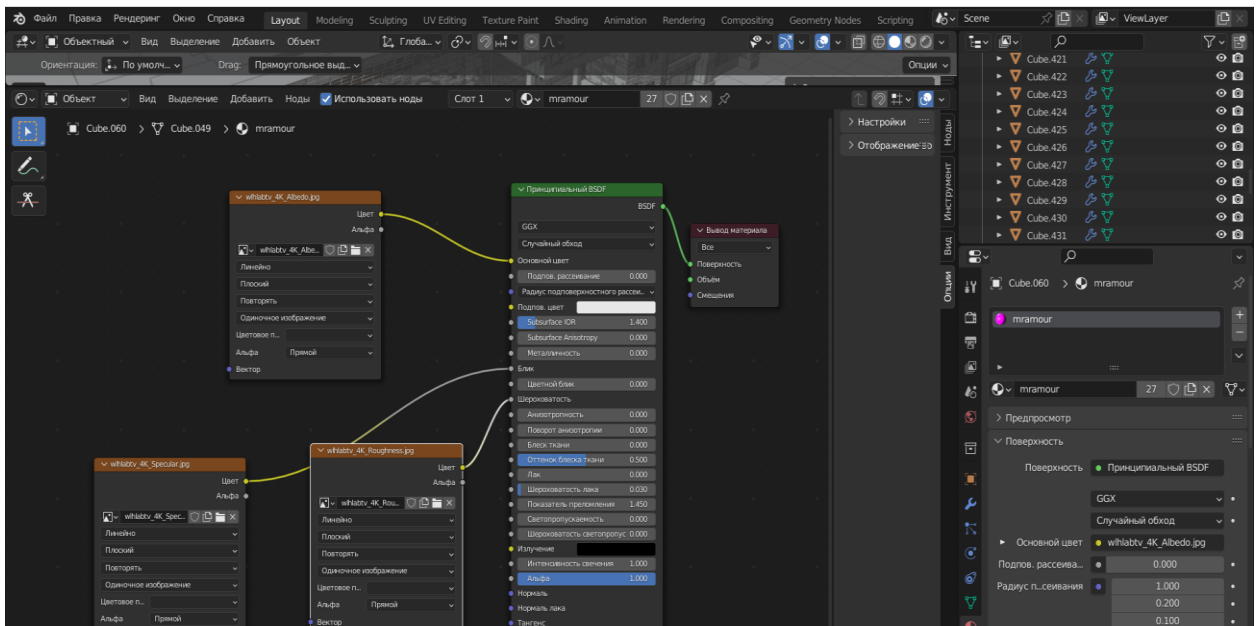 Файл Правка Рендеринг Окно Справка Layout Modeling Sculpting UV Editing Texture Paint Shading Animation Rendering Compositing Geometry Nodes Scripting Scene ViewLayer
Объектный Вид Выделение Добавить Объект Глоба...
Ориентация: По умолч... Drag: Прямоугольное выд... Опции
Объект Вид Выделение Добавить Ноды Использовать ноды Слот 1 mramour 27
Cube.060 > Cube.049 > mramour
Настройки
Отображение
Ноды
Инструмент
Вид
Опции
wlhlabtv_4K_Albedo.jpg
Цвет
Альфа
wlhlabtv_4K_Albe...
Линейно
Плоский
Повторять
Одиночное изображение
Цветовое п...
Альфа Прямой
Вектор
wlhlabtv_4K_Specular.jpg
Цвет
Альфа
wlhlabtv_4K_Spec...
Линейно
Плоский
Повторять
Одиночное изображение
Цветовое п...
Альфа Прямой
wlhlabtv_4K_Roughness.jpg
Цвет
Альфа
wlhlabtv_4K_Rou...
Линейно
Плоский
Повторять
Одиночное изображение
Цветовое п...
Альфа Прямой
Вектор
Принципиальный BSDF
BSDF
GGX
Случайный обход
Основной цвет
Подпов. рассеивание 0.000
Радиус подповерхностного рассеи...
Подпов. цвет
Subsurface IOR 1.400
Subsurface Anisotropy 0.000
Металличность 0.000
Блик
Цветной блик 0.000
Шероховатость
Анизотропность 0.000
Поворот анизотропии 0.000
Блеск ткани 0.000
Оттенок блеска ткани 0.500
Лак 0.000
Шероховатость лака 0.030
Показатель преломления 1.450
Светопропускаемость 0.000
Шероховатость светопропус 0.000
Излучение
Интенсивность свечения 1.000
Альфа 1.000
Нормаль
Нормаль лака
Тангенс
Вывод материала
Все
Поверхность
Объём
Смещения
Cube.421
Cube.422
Cube.423
Cube.424
Cube.425
Cube.426
Cube.427
Cube.428
Cube.429
Cube.430
Cube.431
Cube.060 > mramour
mramour
mramour 27
Предпросмотр
Поверхность
Поверхность Принципиальный BSDF
GGX
Случайный обход
Основной цвет wlhlabtv_4K_Albedo.jpg
Подпов. рассеива... 0.000
Радиус п...сеивания 1.000
0.200
0.100